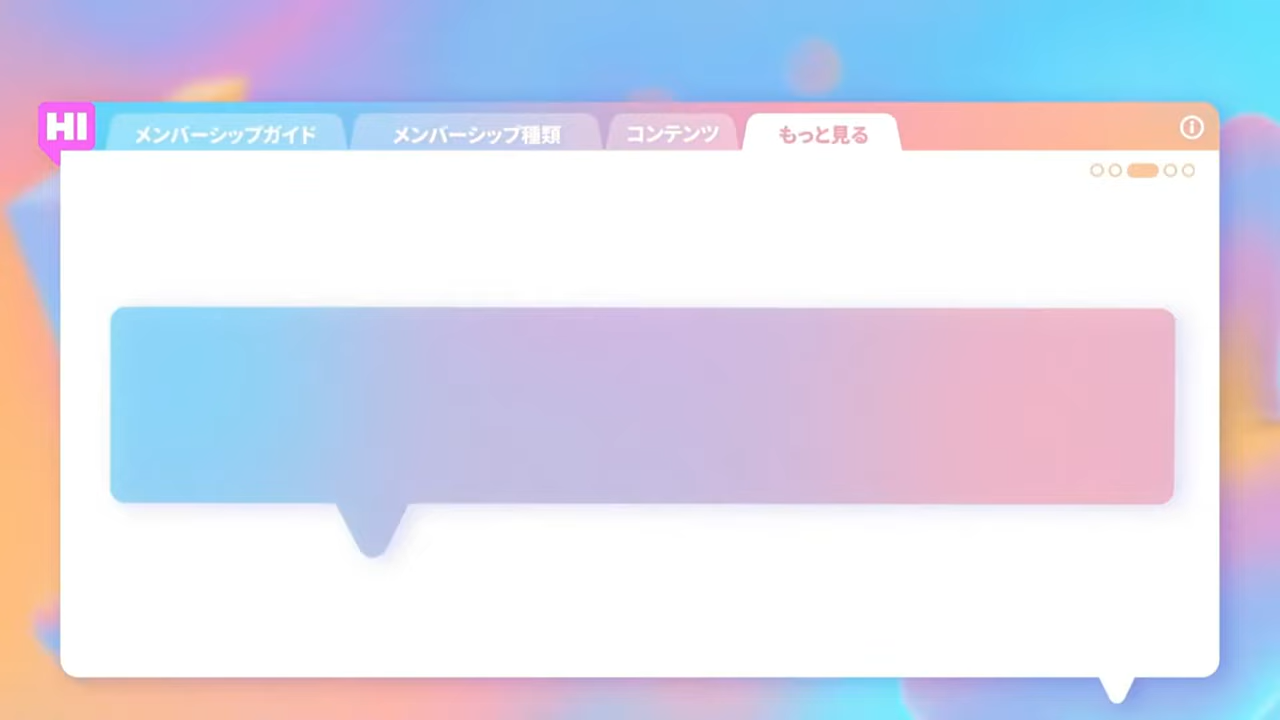 HI
メンバーシップガイド
メンバーシップ種類
コンテンツ
もっと見る